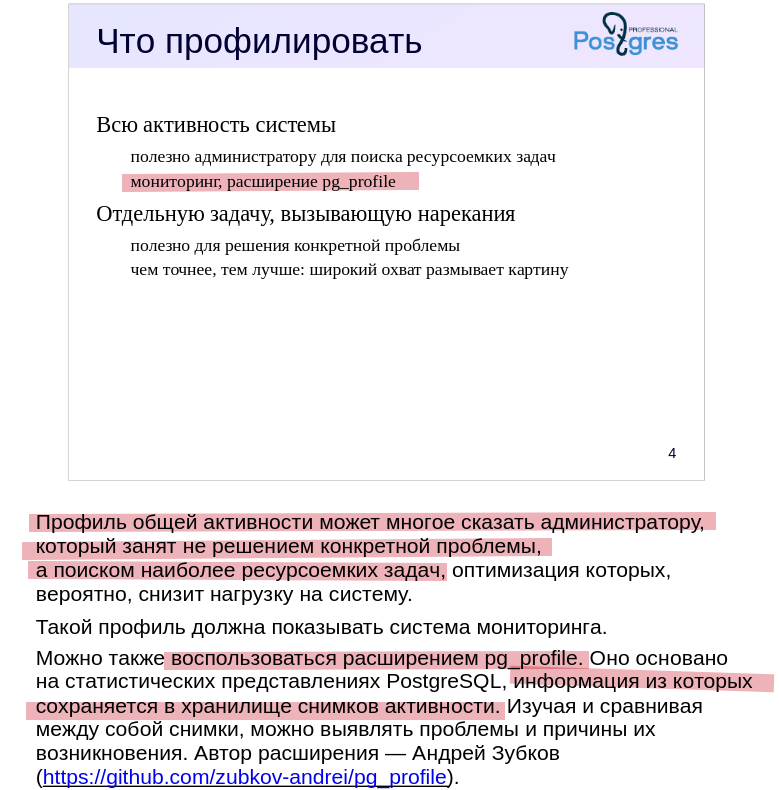 Что профилировать
PROFESSIONAL
Postgres
Всю активность системы
полезно администратору для поиска ресурсоемких задач
мониторинг, расширение pg_profile
Отдельную задачу, вызывающую нарекания
полезно для решения конкретной проблемы
чем точнее, тем лучше: широкий охват размывает картину
4
Профиль общей активности может многое сказать администратору,
который занят не решением конкретной проблемы,
а поиском наиболее ресурсоемких задач, оптимизация которых,
вероятно, снизит нагрузку на систему.
Такой профиль должна показывать система мониторинга.
Можно также воспользоваться расширением pg_profile. Оно основано
на статистических представлениях PostgreSQL, информация из которых
сохраняется в хранилище снимков активности. Изучая и сравнивая
между собой снимки, можно выявлять проблемы и причины их
возникновения. Автор расширения — Андрей Зубков
(https://github.com/zubkov-andrei/pg_profile).